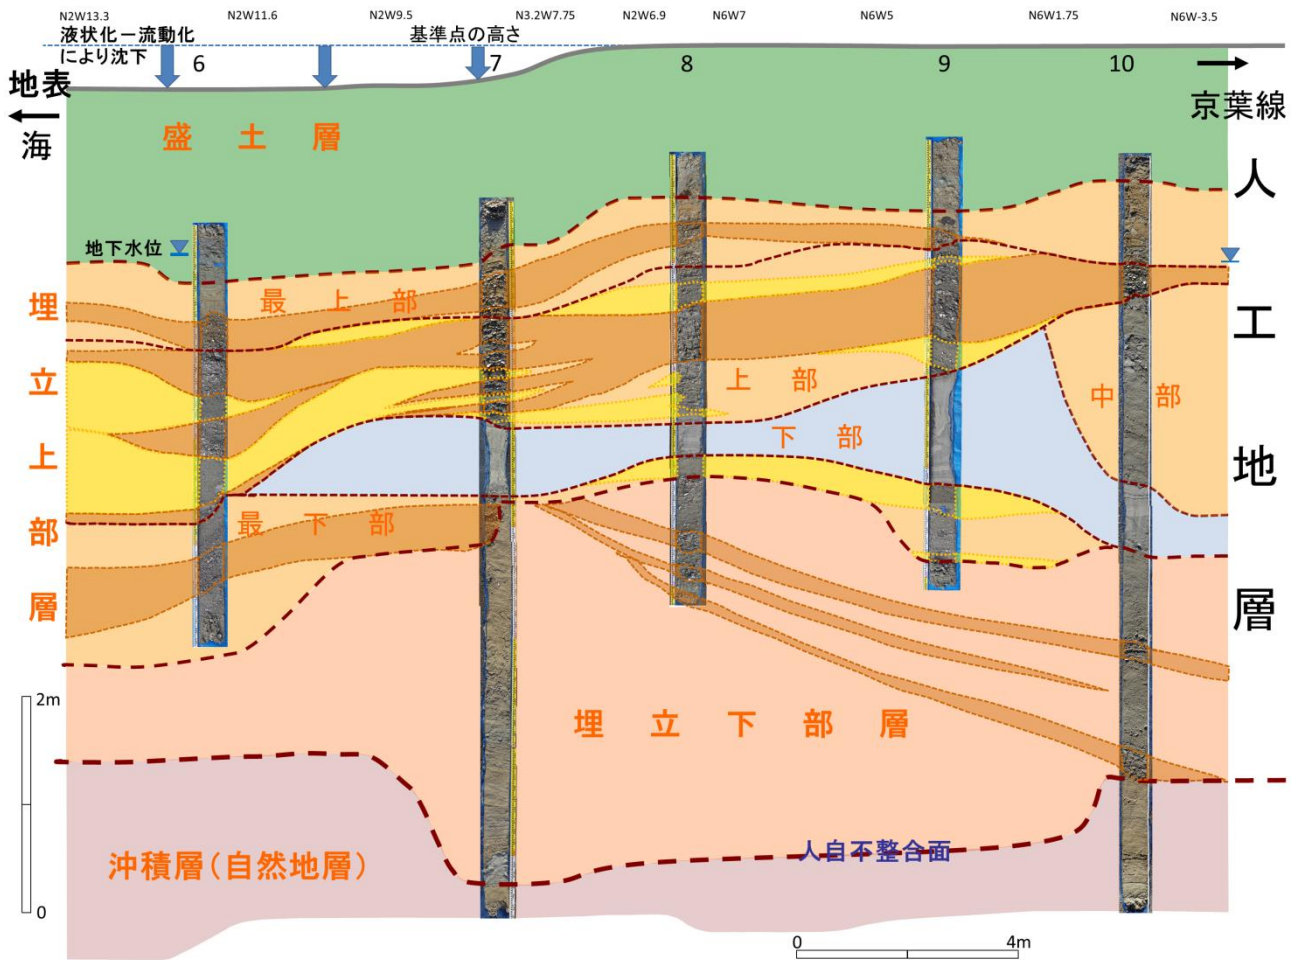 N2W13.3
N2W11.6
N2W9.5
N3.2W7.75
N2W6.9
N6W7
N6W5
N6W1.75
N6W-3.5
液状化－流動化
により沈下
基準点の高さ
6
7
8
9
10
地表
海
京葉線
盛土層
人工地層
地下水位
埋立上部層
最上部
上部
中部
下部
最下部
埋立下部層
2m
0
人自不整合面
沖積層(自然地層)
0
4m